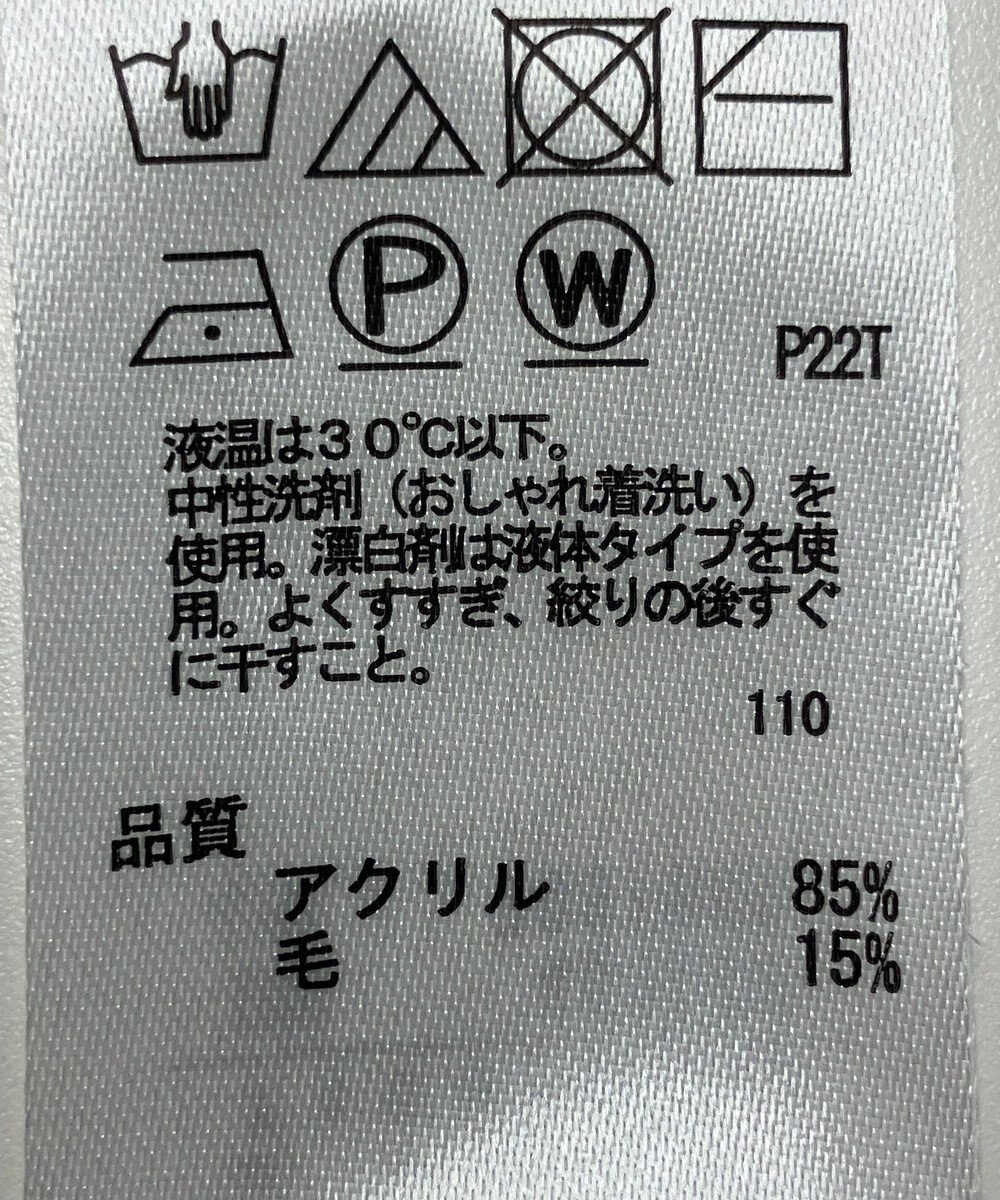 P
W
P22T
液温は30℃以下。
中性洗剤（おしゃれ着洗い）を
使用。漂白剤は液体タイプを使
用。よくすすぎ、絞りの後すぐ
に干すこと。
110
品質
アクリル 85%
毛 15%